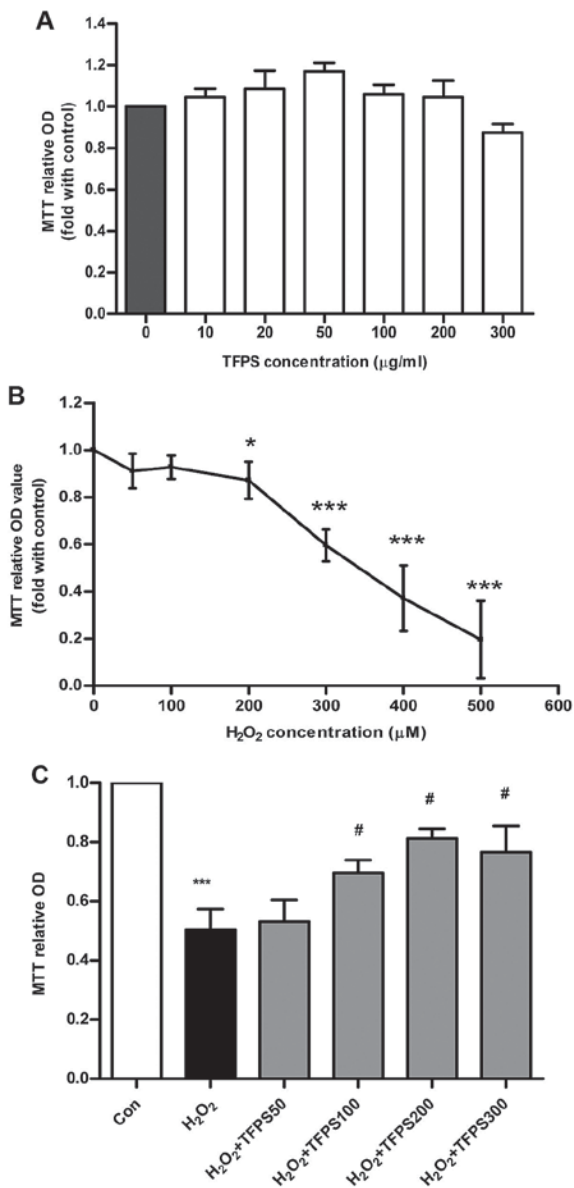 A
MTT relative OD
(fold with control)
1.4
1.2
1.0
0.8
0.6
0.4
0.2
0.0
0 10 20 50 100 200 300
TFPS concentration (μg/ml)
B
MTT relative OD value
(fold with control)
1.2
1.0
0.8
0.6
0.4
0.2
0.0
*
***
***
***
0 100 200 300 400 500 600
H₂O₂ concentration (μM)
C
MTT relative OD
1.0
0.8
0.6
0.4
0.2
0.0
***
#
#
#
Con
H₂O₂
H₂O₂+TFPS50
H₂O₂+TFPS100
H₂O₂+TFPS200
H₂O₂+TFPS300